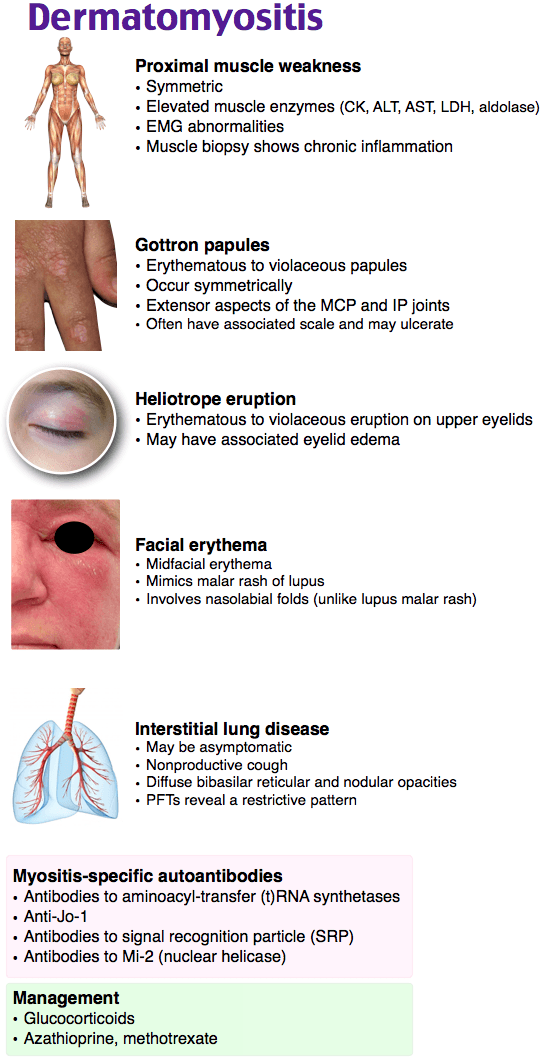 Dermatomyositis
Proximal muscle weakness
• Symmetric
• Elevated muscle enzymes (CK, ALT, AST, LDH, aldolase)
• EMG abnormalities
• Muscle biopsy shows chronic inflammation
Gottron papules
• Erythematous to violaceous papules
• Occur symmetrically
• Extensor aspects of the MCP and IP joints
• Often have associated scale and may ulcerate
Heliotrope eruption
• Erythematous to violaceous eruption on upper eyelids
• May have associated eyelid edema
Facial erythema
• Midfacial erythema
• Mimics malar rash of lupus
• Involves nasolabial folds (unlike lupus malar rash)
Interstitial lung disease
• May be asymptomatic
• Nonproductive cough
• Diffuse bibasilar reticular and nodular opacities
• PFTs reveal a restrictive pattern
Myositis-specific autoantibodies
• Antibodies to aminoacyl-transfer (t)RNA synthetases
• Anti-Jo-1
• Antibodies to signal recognition particle (SRP)
• Antibodies to Mi-2 (nuclear helicase)
Management
• Glucocorticoids
• Azathioprine, methotrexate